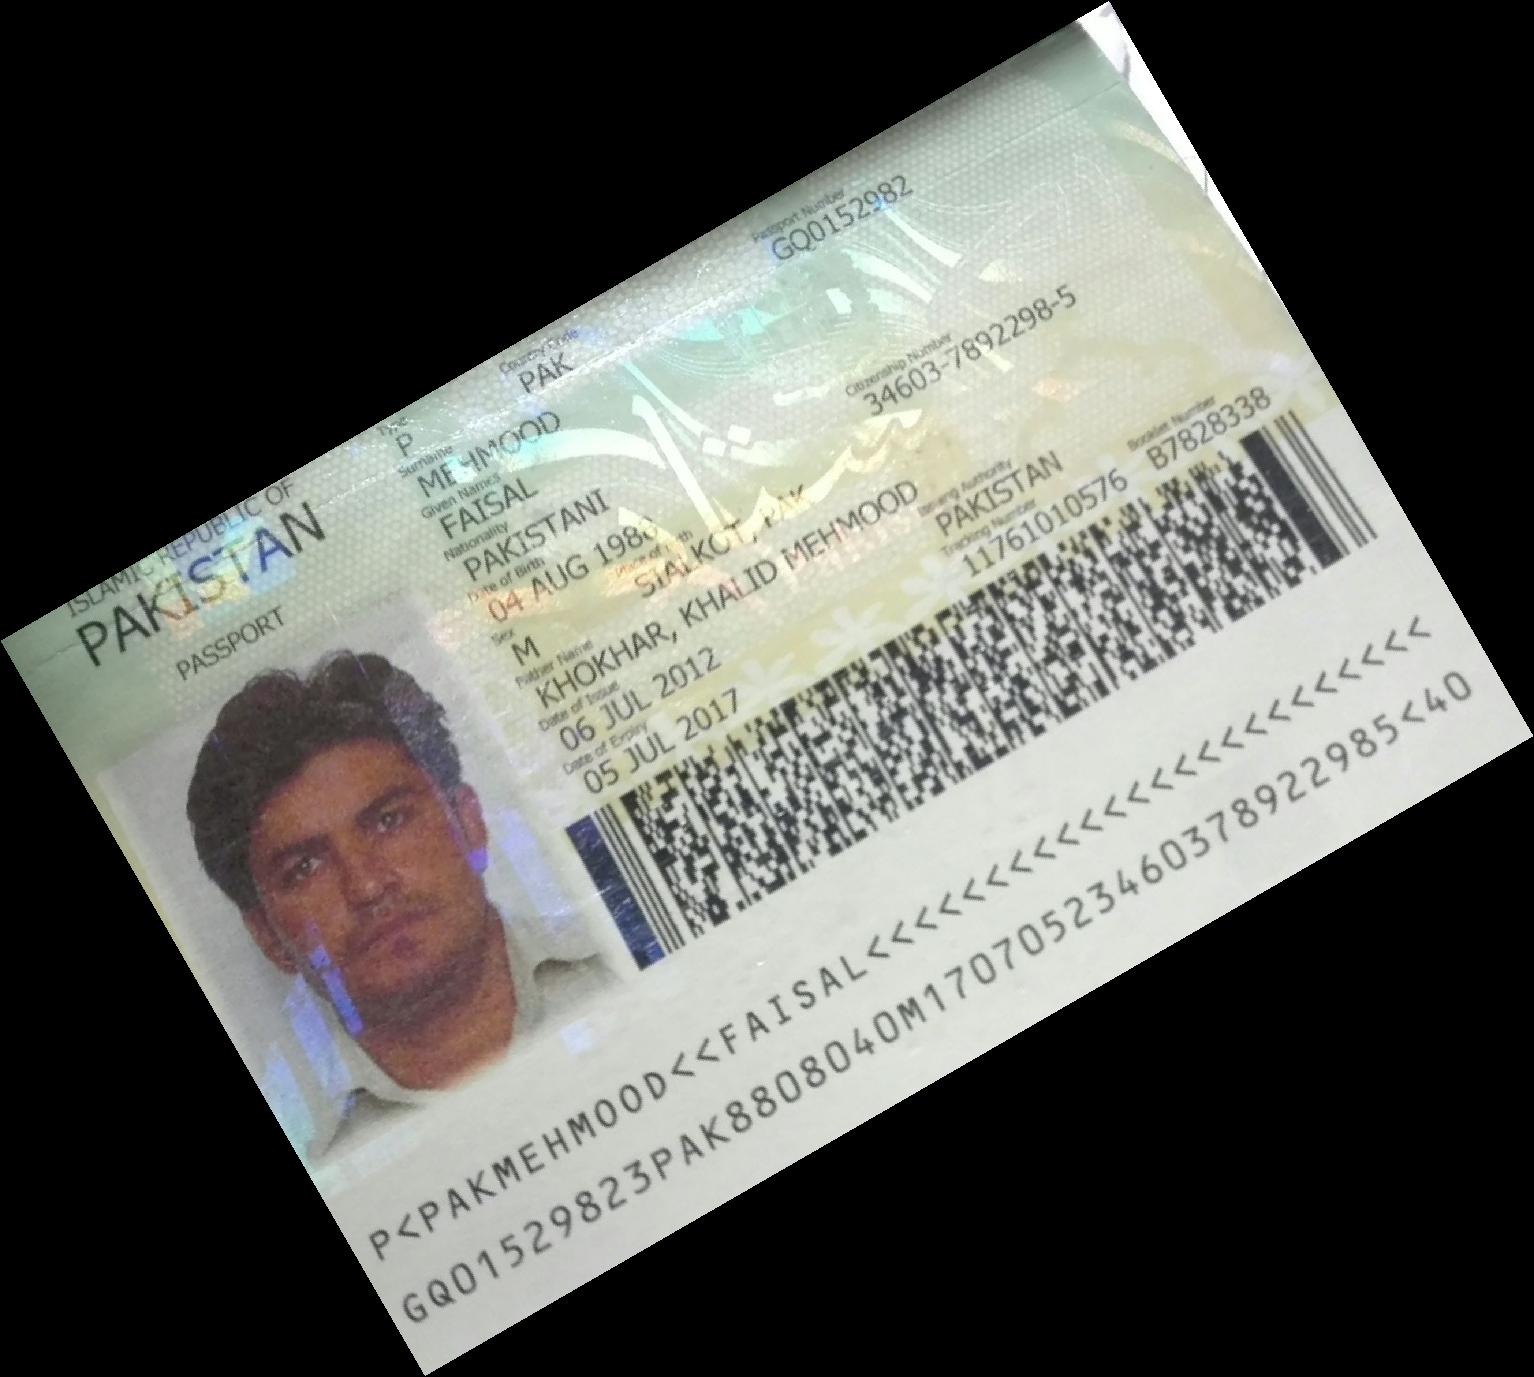 ISLAMIC REPUBLIC OF
PAKISTAN
PASSPORT
Type
P
Country Code
PAK
Passport Number
GQ0152982
Surname
MEHMOOD
Given Names
FAISAL
Nationality
PAKISTANI
Citizenship Number
34603-7892298-5
Date of Birth
04 AUG 1988
Place of Birth
SIALKOT, PAK
Sex
M
Father Name
KHOKHAR, KHALID MEHMOOD
Date of Issue
06 JUL 2012
Issuing Authority
PAKISTAN
Date of Expiry
05 JUL 2017
Tracking Number
11761010576
Booklet Number
B7828338
P<PAKMEHMOOD<<FAISAL<<<<<<<<<<<<<<<<<<<<<<<<
GQ01529823PAK8808040M17070523460378922985<40